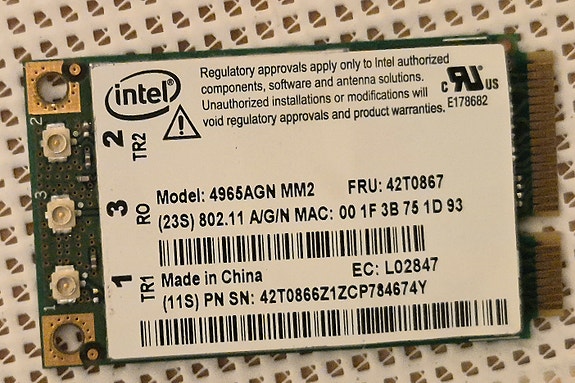 intel
Regulatory approvals apply only to Intel authorized
components, software and antenna solutions.
Unauthorized installations or modifications will
void regulatory approvals and product warranties.
C RU US
E178682
2
TR2
2
Model: 4965AGN MM2 FRU: 42T0867
(23S) 802.11 A/G/N MAC: 00 1F 3B 75 1D 93
3
RO
3
Made in China EC: L02847
(11S) PN SN: 42T0866Z1ZCP784674Y
1
TR1
1